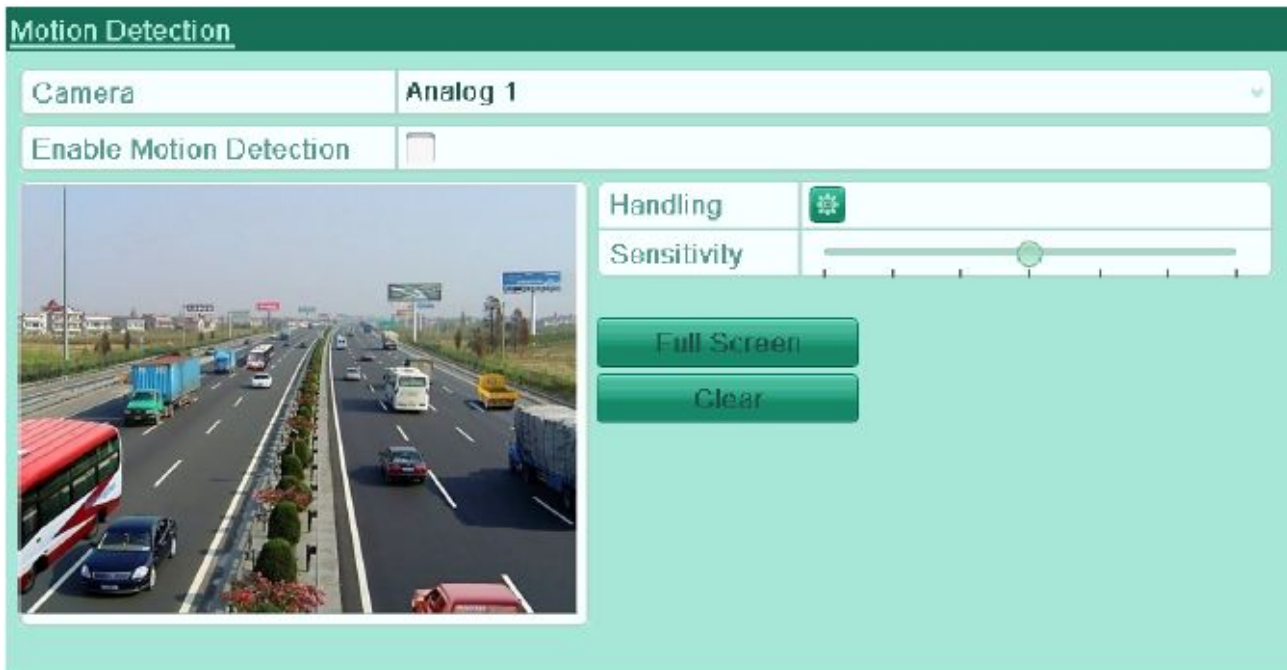 Motion Detection
Camera
Analog 1
Enable Motion Detection
Handling
Sensitivity
Full Screen
Clear